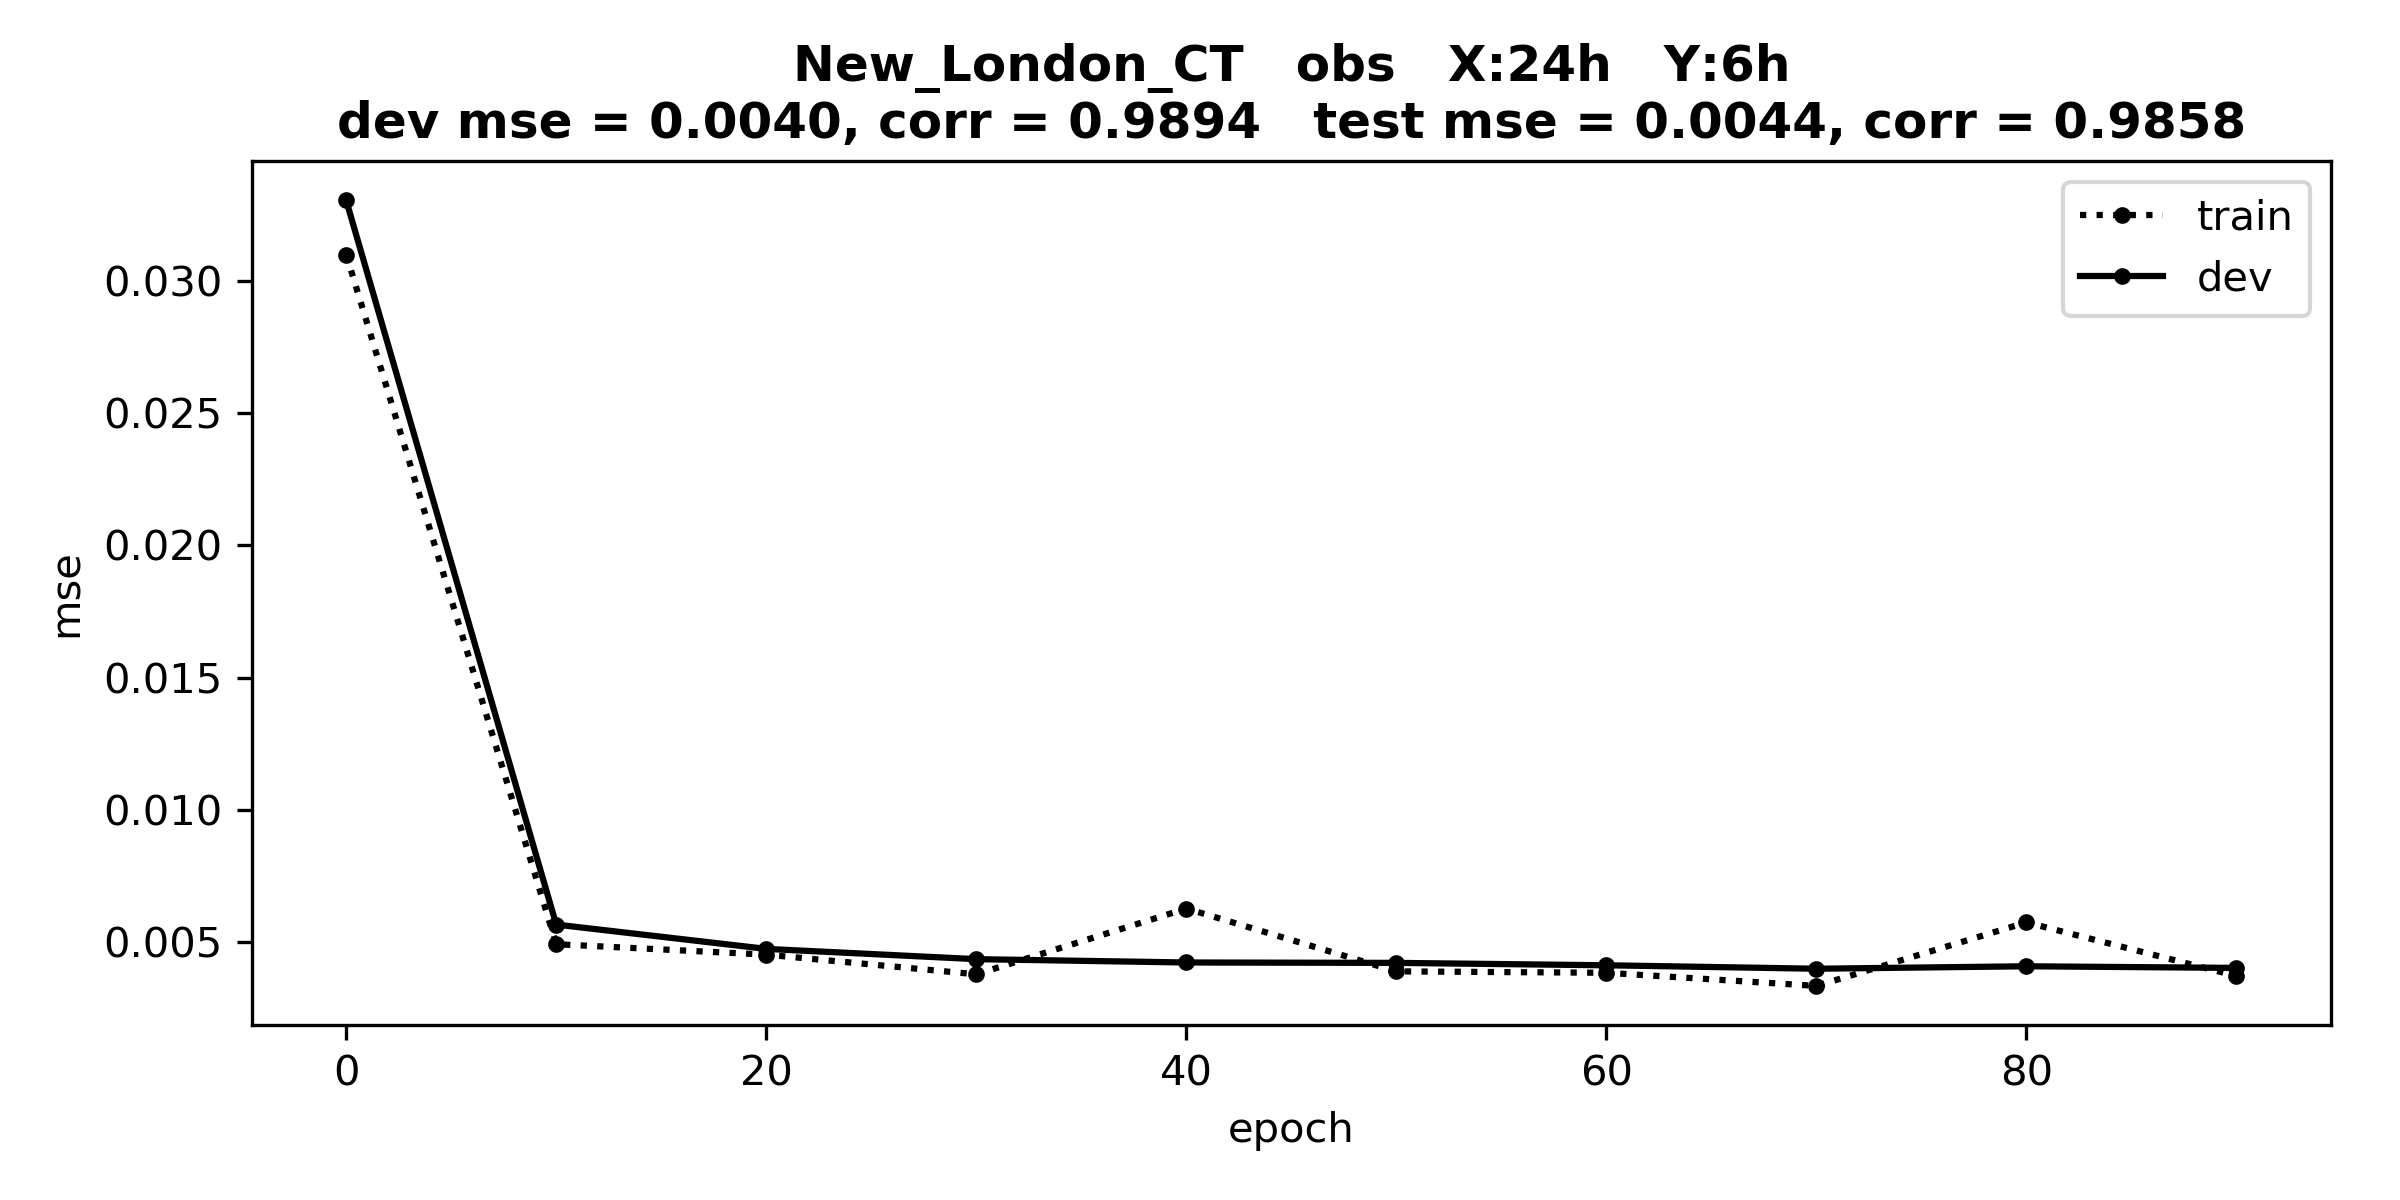 New_London_CT obs X:24h Y:6h
dev mse = 0.0040, corr = 0.9894 test mse = 0.0044, corr = 0.9858
train
dev
0.030
0.025
0.020
0.015
0.010
0.005
mse
0 20 40 60 80
epoch